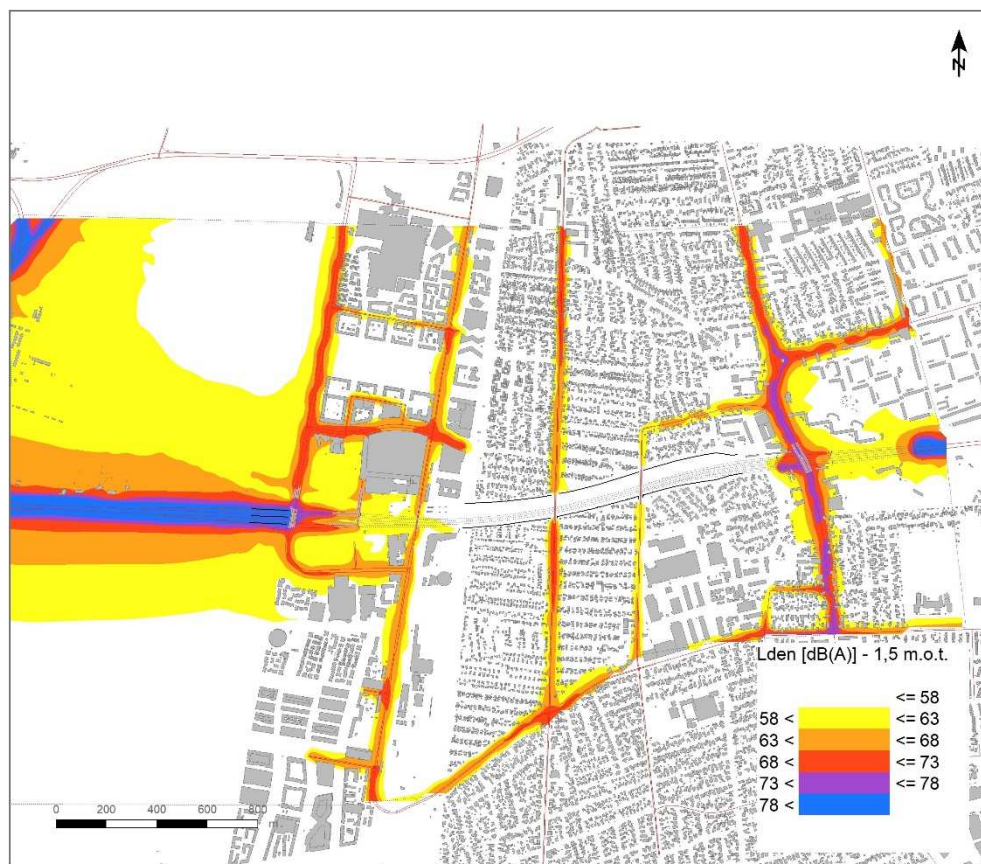 N
Lden [dB(A)] - 1,5 m.o.t.
<= 58
58 < <= 63
63 < <= 68
68 < <= 73
73 < <= 78
78 <
0 200 400 600 800
m